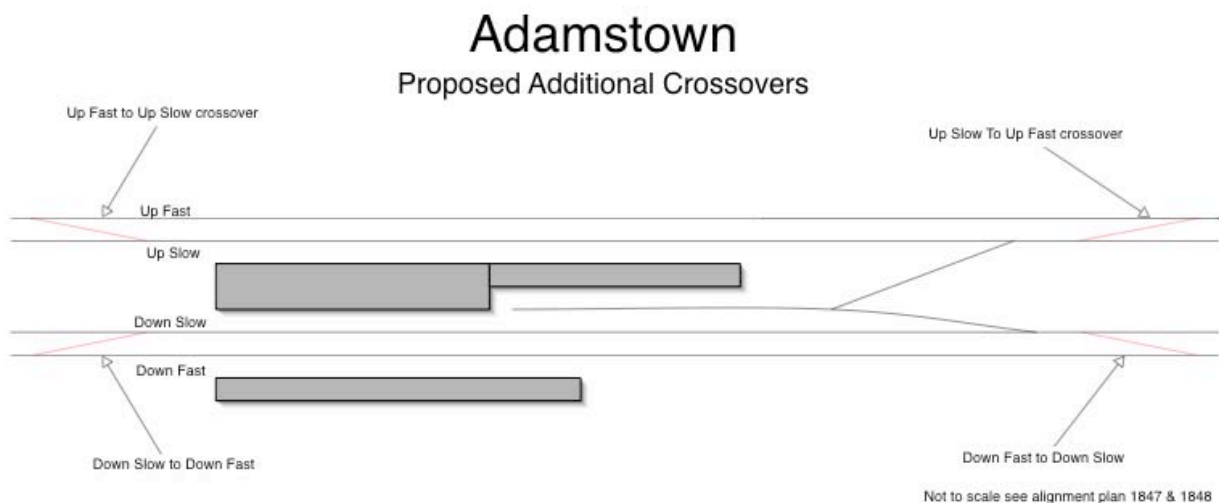 Adamstown
Proposed Additional Crossovers
Up Fast to Up Slow crossover
Up Slow To Up Fast crossover
Up Fast
Up Slow
Down Slow
Down Fast
Down Slow to Down Fast
Down Fast to Down Slow
Not to scale see alignment plan 1847 & 1848